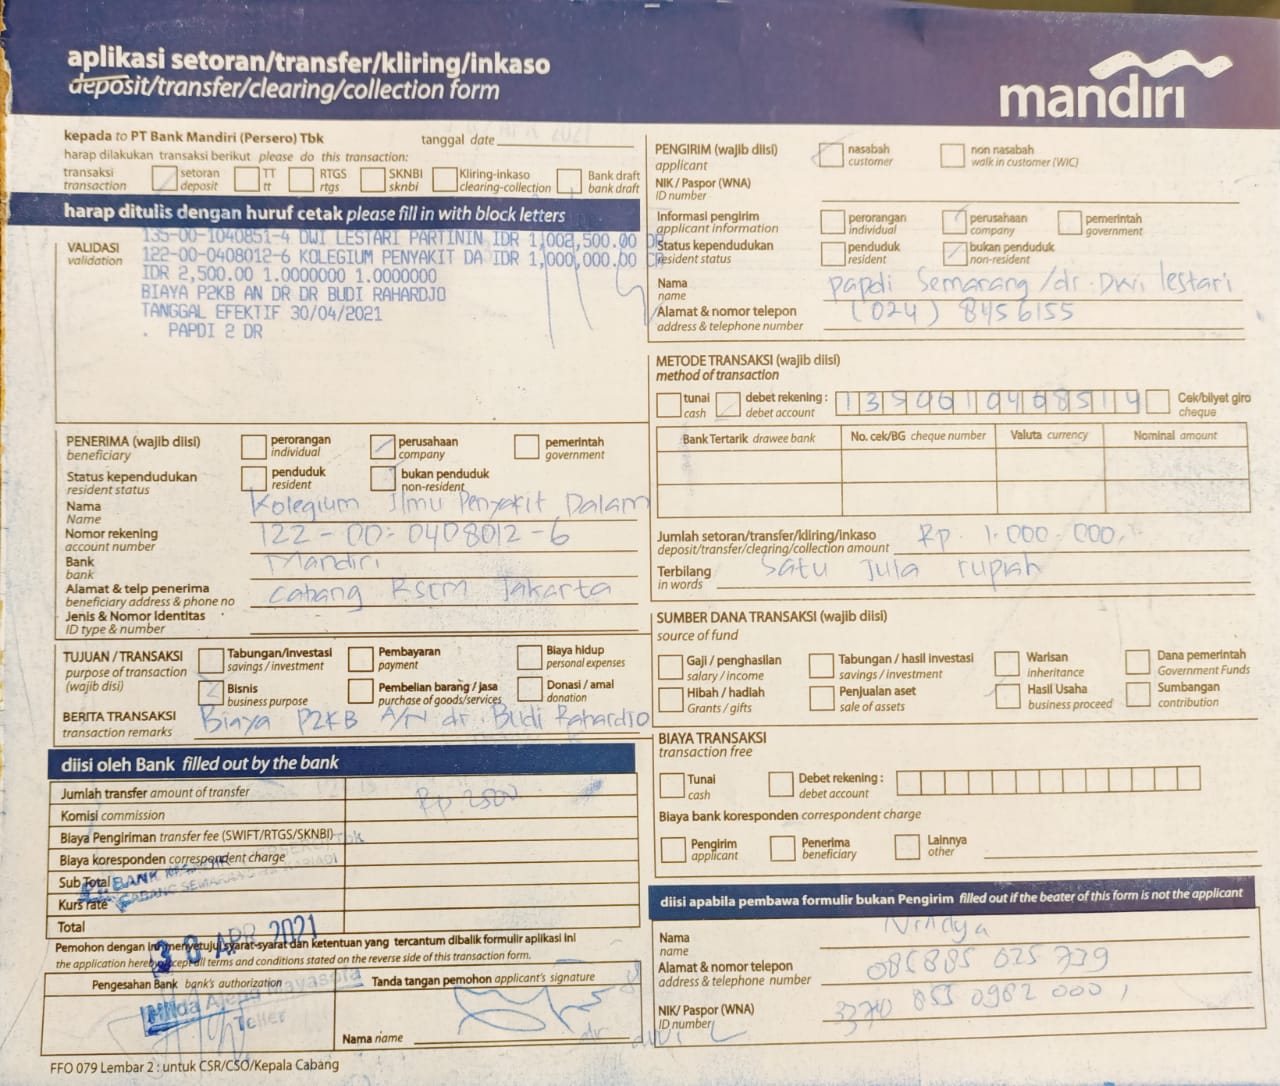 aplikasi setoran/transfer/kliring/inkaso
deposit/transfer/clearing/collection form
mandiri
kepada to PT Bank Mandiri (Persero) Tbk
tanggal date
harap dilakukan transaksi berikut please do this transaction:
transaksi transaction
setoran deposit
TT tt
RTGS rtgs
SKNBI sknbi
Kliring-inkaso clearing-collection
Bank draft bank draft
harap ditulis dengan huruf cetak please fill in with block letters
VALIDASI validation
135-00-1040851-4 DWI LESTARI PARTININ IDR 1,002,500.00
122-00-0408012-6 KOLEGIUM PENYAKIT DA IDR 1,000,000.00
IDR 2,500.00 1.0000000 1.0000000
BIAYA P2KB AN DR DR BUDI RAHARDJO
TANGGAL EFEKTIF 30/04/2021
. PAPDI 2 DR
PENERIMA (wajib diisi) beneficiary
perorangan individual
perusahaan company
pemerintah government
Status kependudukan resident status
penduduk resident
bukan penduduk non-resident
Nama Name Kolegium Ilmu Penyakit Dalam
Nomor rekening account number 122-00-0408012-6
Bank bank Mandiri
Alamat & telp penerima beneficiary address & phone no Cabang RSCM Jakarta
Jenis & Nomor Identitas ID type & number
TUJUAN / TRANSAKSI purpose of transaction (wajib disi)
Tabungan/Investasi savings / investment
Pembayaran payment
Biaya hidup personal expenses
Bisnis business purpose
Pembelian barang / jasa purchase of goods/services
Donasi / amal donation
BERITA TRANSAKSI transaction remarks Biaya P2KB A/N dr. Budi Rahardjo
diisi oleh Bank filled out by the bank
Jumlah transfer amount of transfer Rp 2500
Komisi commission
Biaya Pengiriman transfer fee (SWIFT/RTGS/SKNBI)
Biaya koresponden correspondent charge
Sub Total
Kurs rate
Total
30 APR 2021
Pemohon dengan ini menyetujui syarat-syarat dan ketentuan yang tercantum dibalik formulir aplikasi ini
the application hereby accept all terms and conditions stated on the reverse side of this transaction form.
Pengesahan Bank bank's authorization
Tanda tangan pemohon applicant's signature
Teller
Nama name dr dwi L
FFO 079 Lembar 2 : untuk CSR/CSO/Kepala Cabang
PENGIRIM (wajib diisi) applicant
nasabah customer
non nasabah walk in customer (WIC)
NIK / Paspor (WNA) ID number
Informasi pengirim applicant information
perorangan individual
perusahaan company
pemerintah government
Status kependudukan resident status
penduduk resident
bukan penduduk non-resident
Nama name papdi Semarang /dr. Dwi lestari
Alamat & nomor telepon address & telephone number (024) 8456155
METODE TRANSAKSI (wajib diisi)
method of transaction
tunai cash
debet rekening : debet account
Cek/bilyet giro cheque
Bank Tertarik drawee bank
No. cek/BG cheque number
Valuta currency
Nominal amount
Jumlah setoran/transfer/kliring/inkaso deposit/transfer/clearing/collection amount Rp. 1.000.000,
Terbilang in words Satu Juta rupiah
SUMBER DANA TRANSAKSI (wajib diisi)
source of fund
Gaji / penghasilan salary / income
Tabungan / hasil investasi savings / investment
Warisan inheritance
Dana pemerintah Government Funds
Hibah / hadiah Grants / gifts
Penjualan aset sale of assets
Hasil Usaha business proceed
Sumbangan contribution
BIAYA TRANSAKSI
transaction free
Tunai cash
Debet rekening : debet account
Biaya bank koresponden correspondent charge
Pengirim applicant
Penerima beneficiary
Lainnya other
diisi apabila pembawa formulir bukan Pengirim filled out if the beater of this form is not the applicant
Nama name
Alamat & nomor telepon address & telephone number 085885 025 739
NIK/ Paspor (WNA) ID number